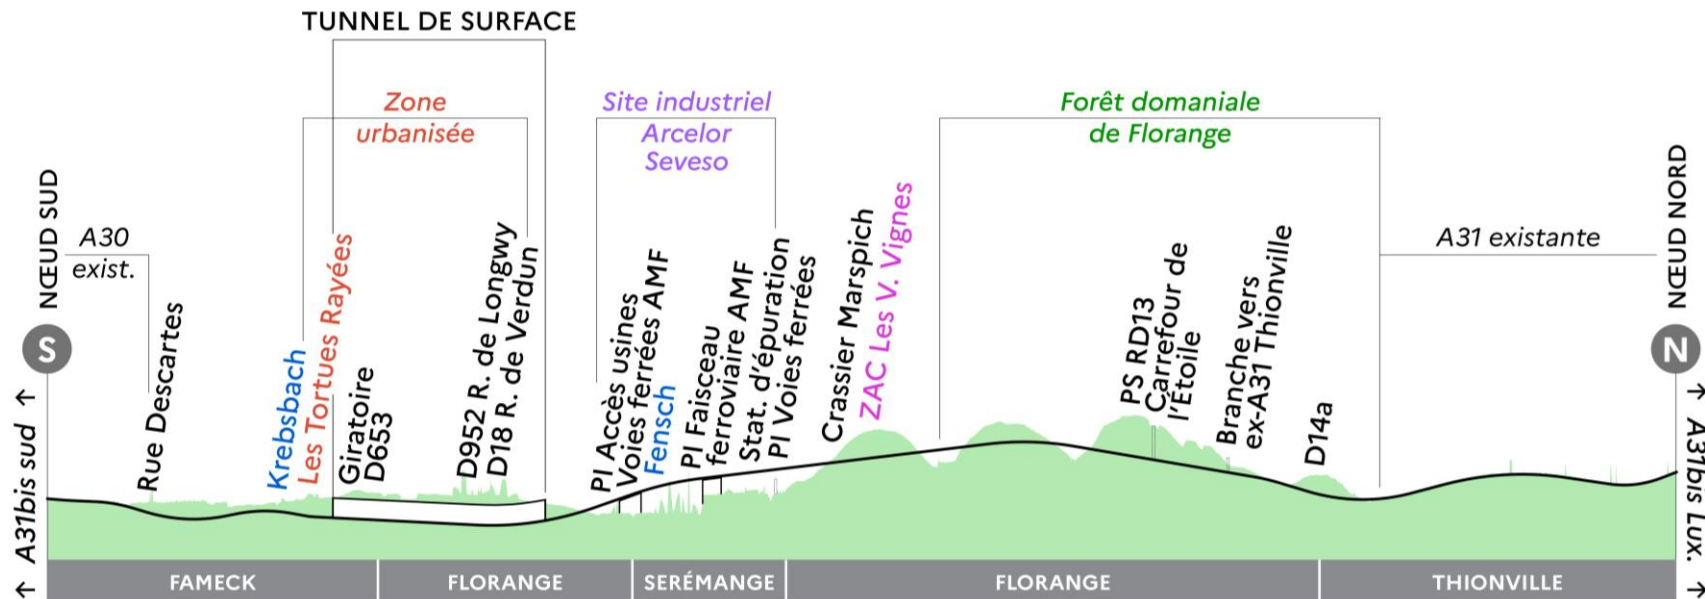 TUNNEL DE SURFACE
Zone
urbanisée
Site industriel
Arcelor
Seveso
Forêt domaniale
de Florange
NŒUD SUD
A30
exist.
A31 existante
NŒUD NORD
S
N
← A31bis sud →
Rue Descartes
Krebsbach
Les Tortues Rayées
Giratoire
D653
D952 R. de Longwy
D18 R. de Verdun
PI Accès usines
Voies ferrées AMF
Fensch
PI Faisceau
ferroviaire AMF
Stat. d'épuration
PI Voies ferrées
Crassier Marspich
ZAC Les V. Vignes
PS RD13
Carrefour de
l'Étoile
Branche vers
ex-A31 Thionville
D14a
← A31bis Lux. →
FAMECK
FLORANGE
SERÉMANGE
FLORANGE
THIONVILLE